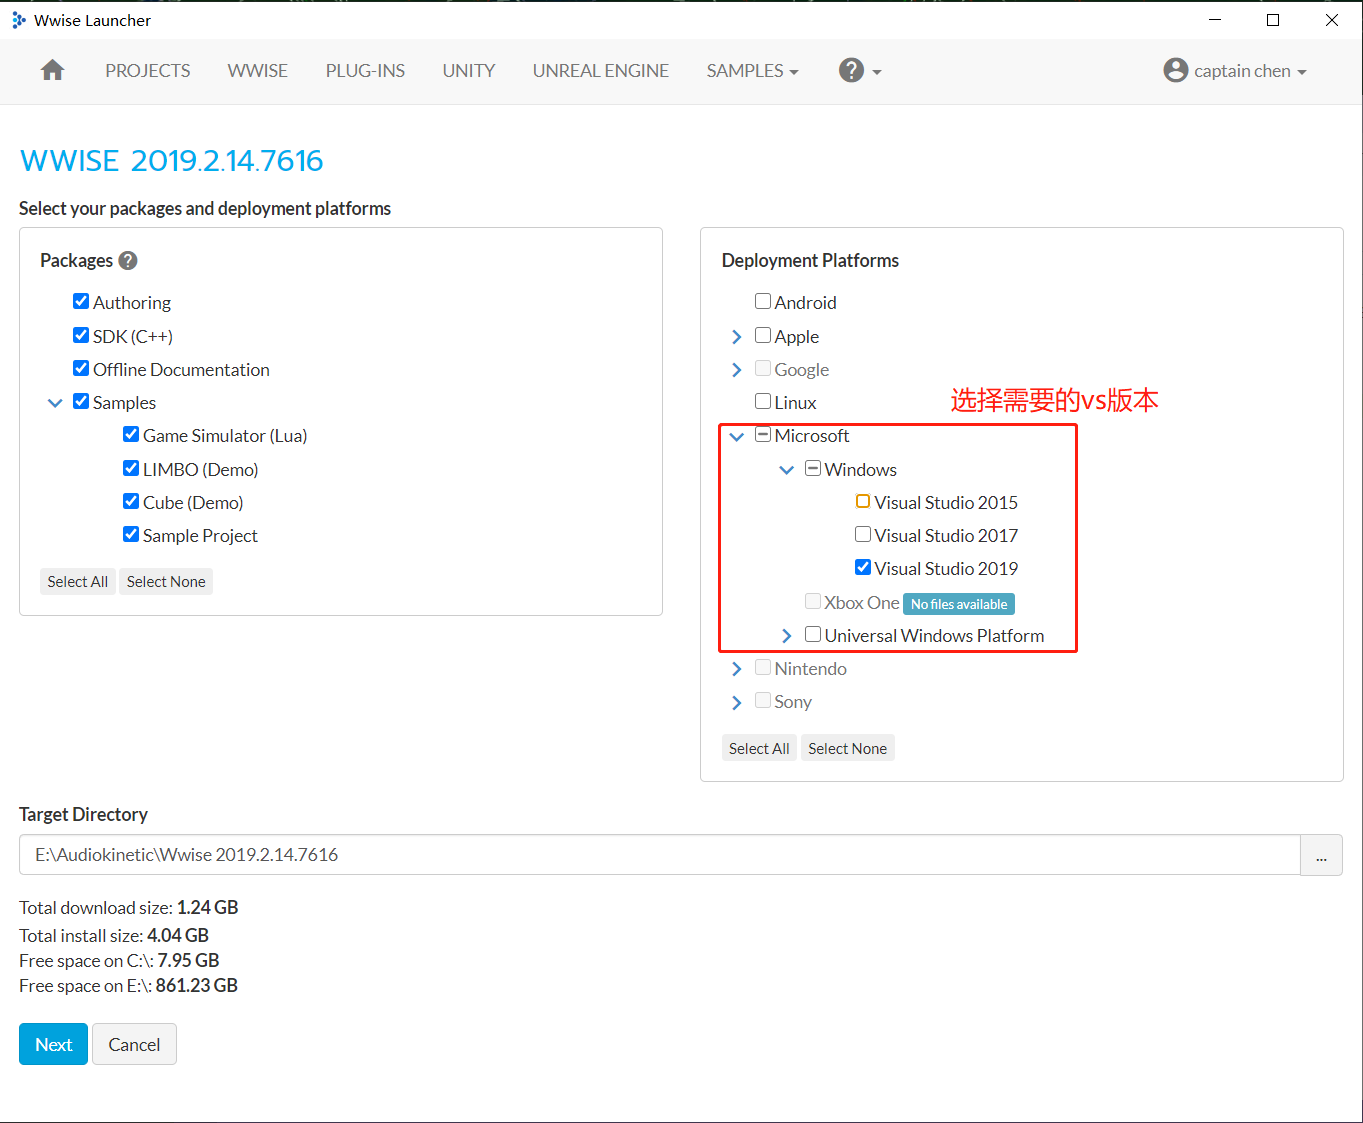 Wwise Launcher
PROJECTS WWISE PLUG-INS UNITY UNREAL ENGINE SAMPLES ? captain chen
WWISE 2019.2.14.7616
Select your packages and deployment platforms
Packages ?
Authoring
SDK (C++)
Offline Documentation
Samples
Game Simulator (Lua)
LIMBO (Demo)
Cube (Demo)
Sample Project
Select All Select None
Deployment Platforms
Android
Apple
Google
Linux
选择需要的vs版本
Microsoft
Windows
Visual Studio 2015
Visual Studio 2017
Visual Studio 2019
Xbox One No files available
Universal Windows Platform
Nintendo
Sony
Select All Select None
Target Directory
E:\Audiokinetic\Wwise 2019.2.14.7616 ...
Total download size: 1.24 GB
Total install size: 4.04 GB
Free space on C:\: 7.95 GB
Free space on E:\: 861.23 GB
Next Cancel